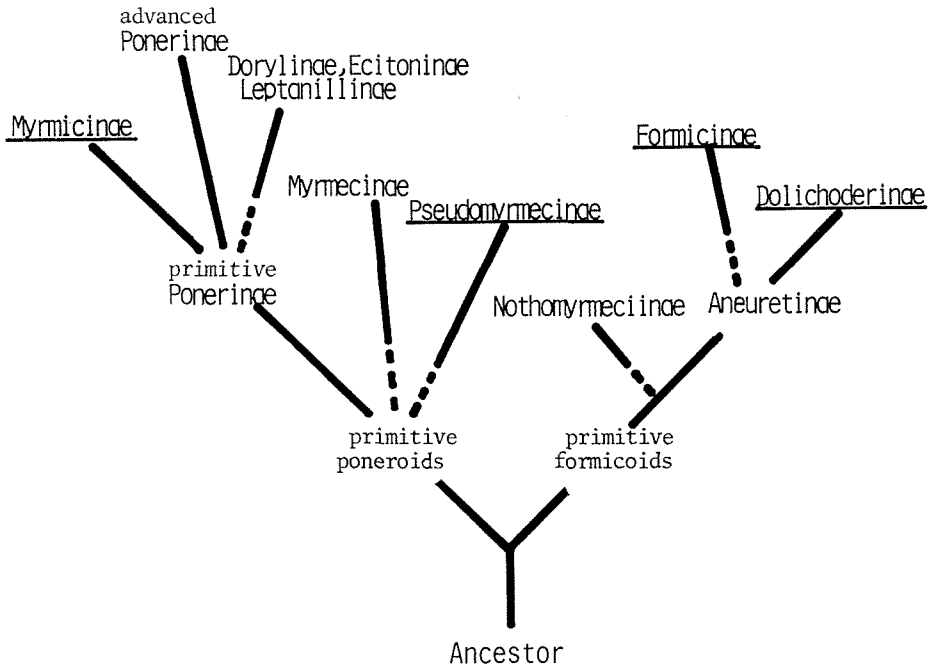 advanced
Ponerinae
Dorylinae,Ecitoninae
Leptanillinae
Myrmicinae
Formicinae
Myrmecinae
Pseudomyrmecinae
Dolichoderinae
primitive
Ponerinae
Nothomyrmeciinae
Aneuretinae
primitive
poneroids
primitive
formicoids
Ancestor